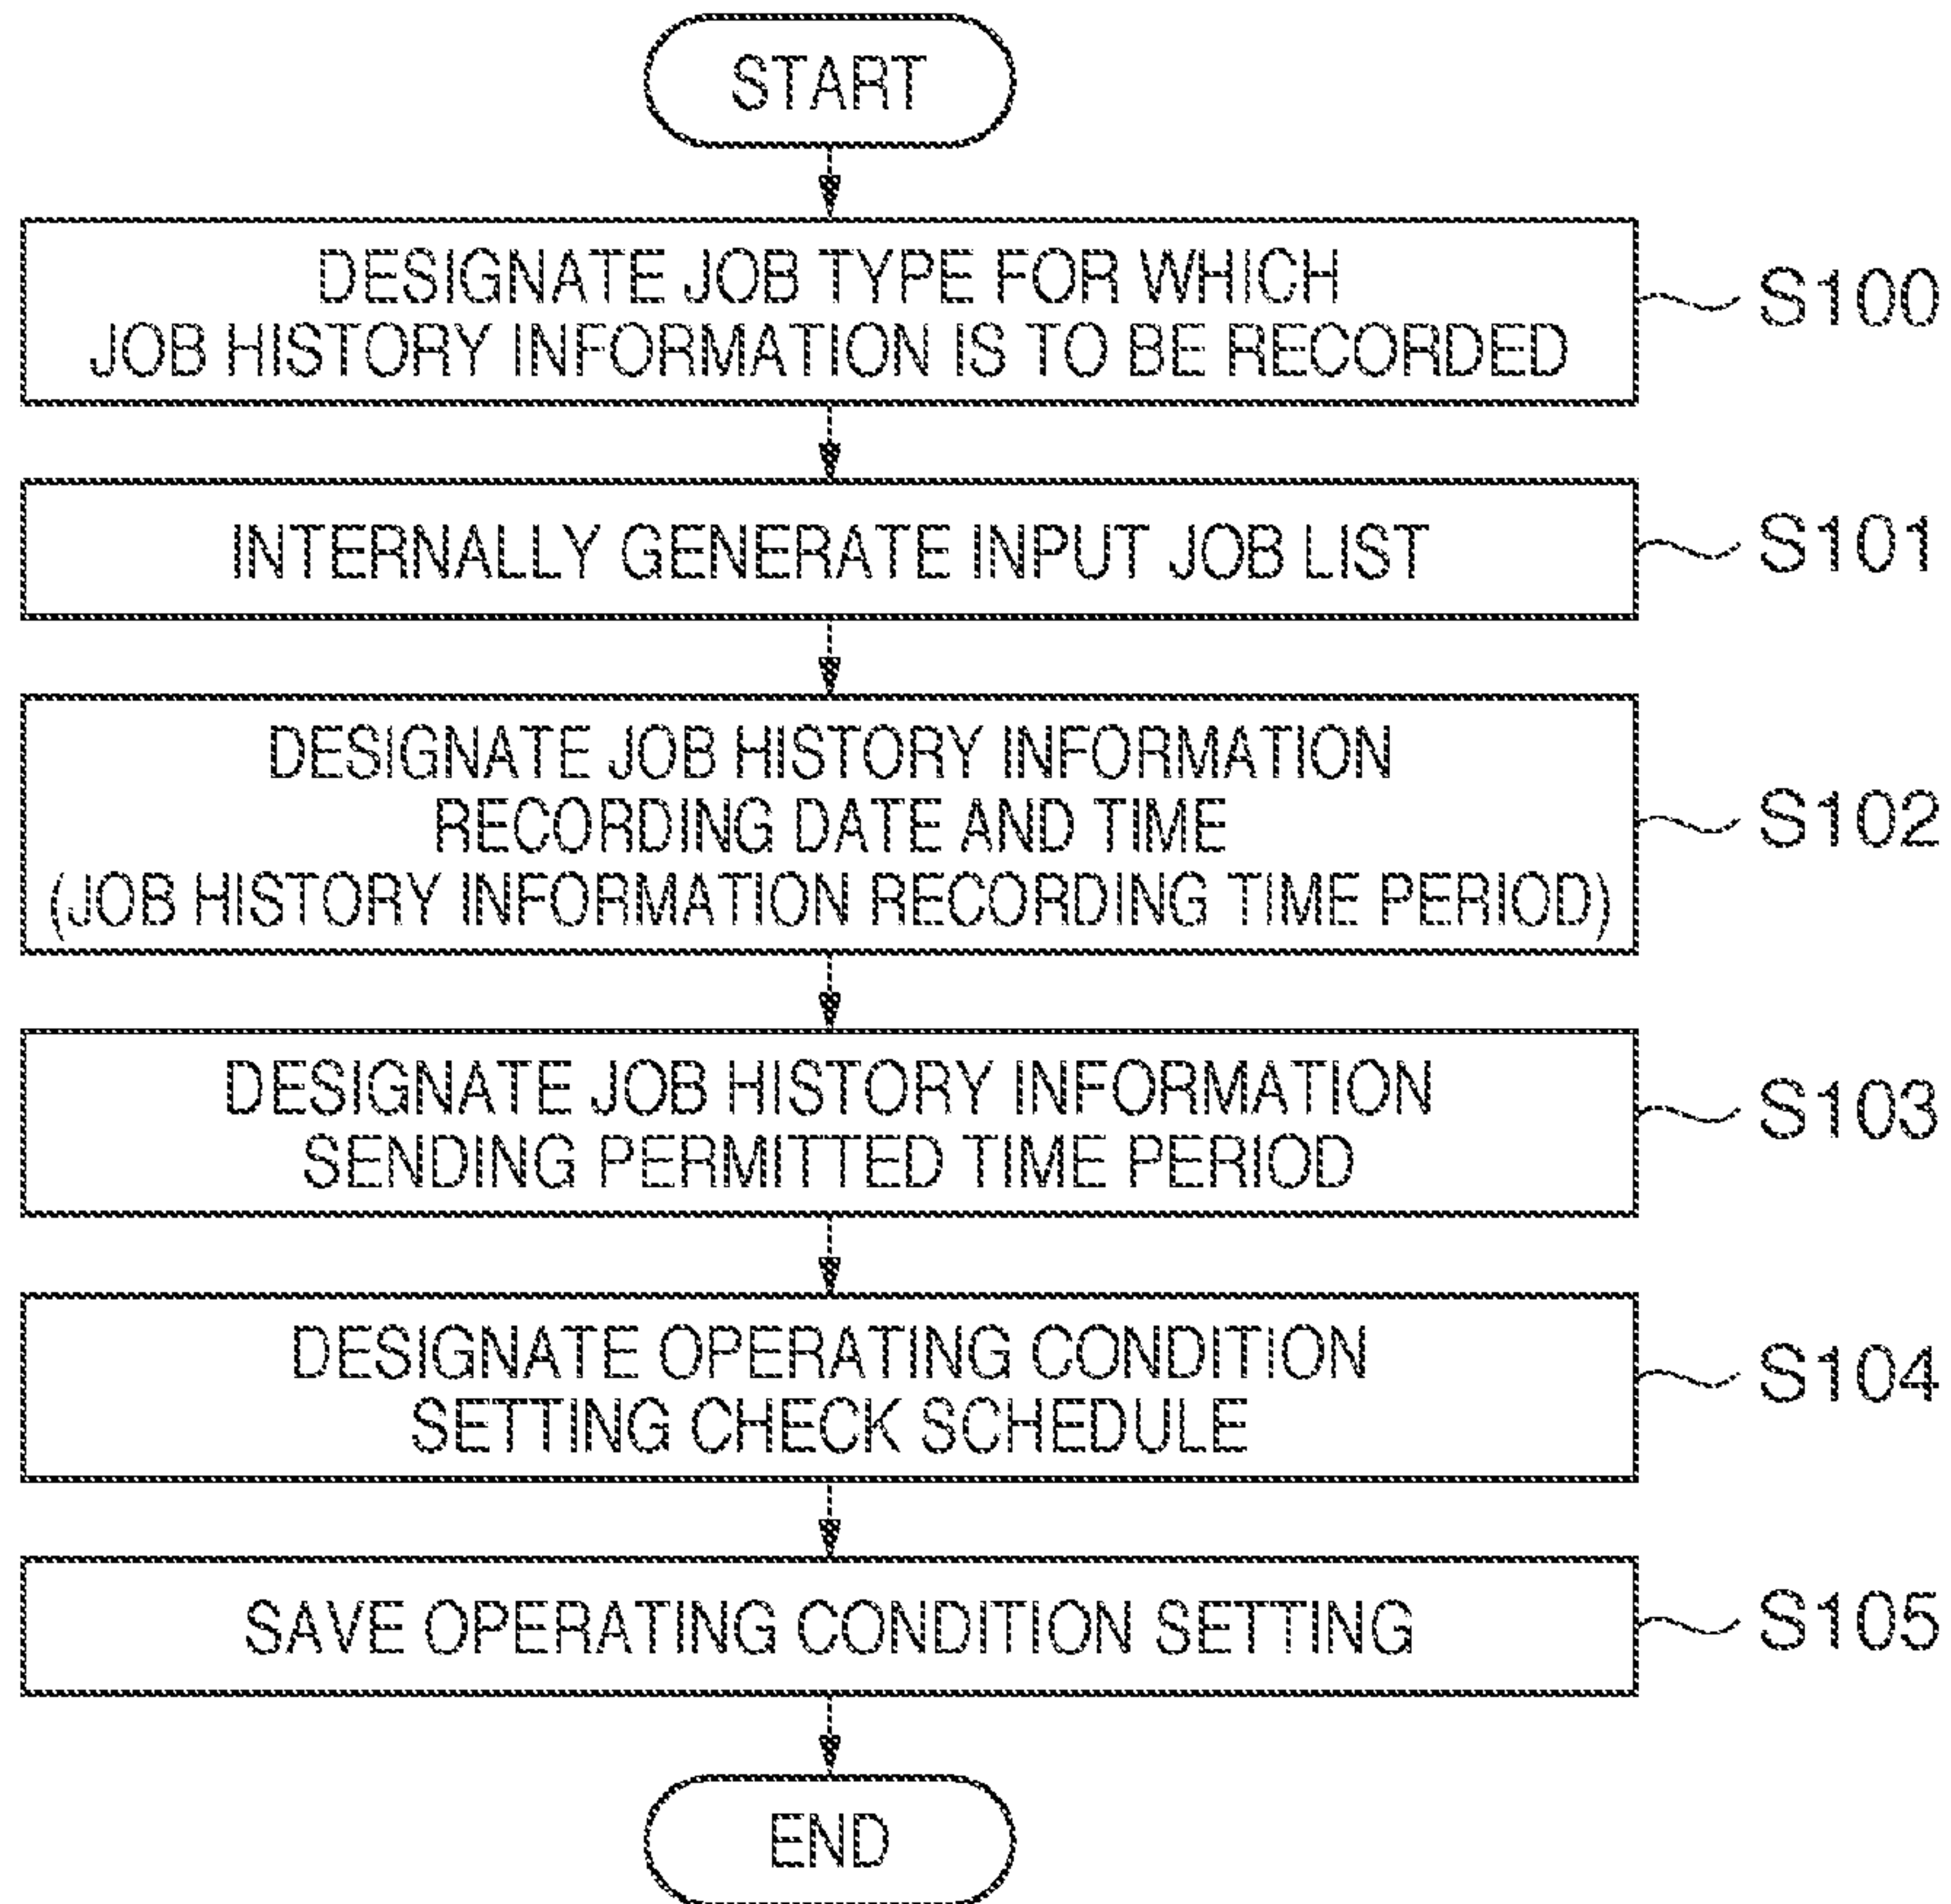 START
DESIGNATE JOB TYPE FOR WHICH
JOB HISTORY INFORMATION IS TO BE RECORDED
S100
INTERNALLY GENERATE INPUT JOB LIST
S101
DESIGNATE JOB HISTORY INFORMATION
RECORDING DATE AND TIME
(JOB HISTORY INFORMATION RECORDING TIME PERIOD)
S102
DESIGNATE JOB HISTORY INFORMATION
SENDING PERMITTED TIME PERIOD
S103
DESIGNATE OPERATING CONDITION
SETTING CHECK SCHEDULE
S104
SAVE OPERATING CONDITION SETTING
S105
END